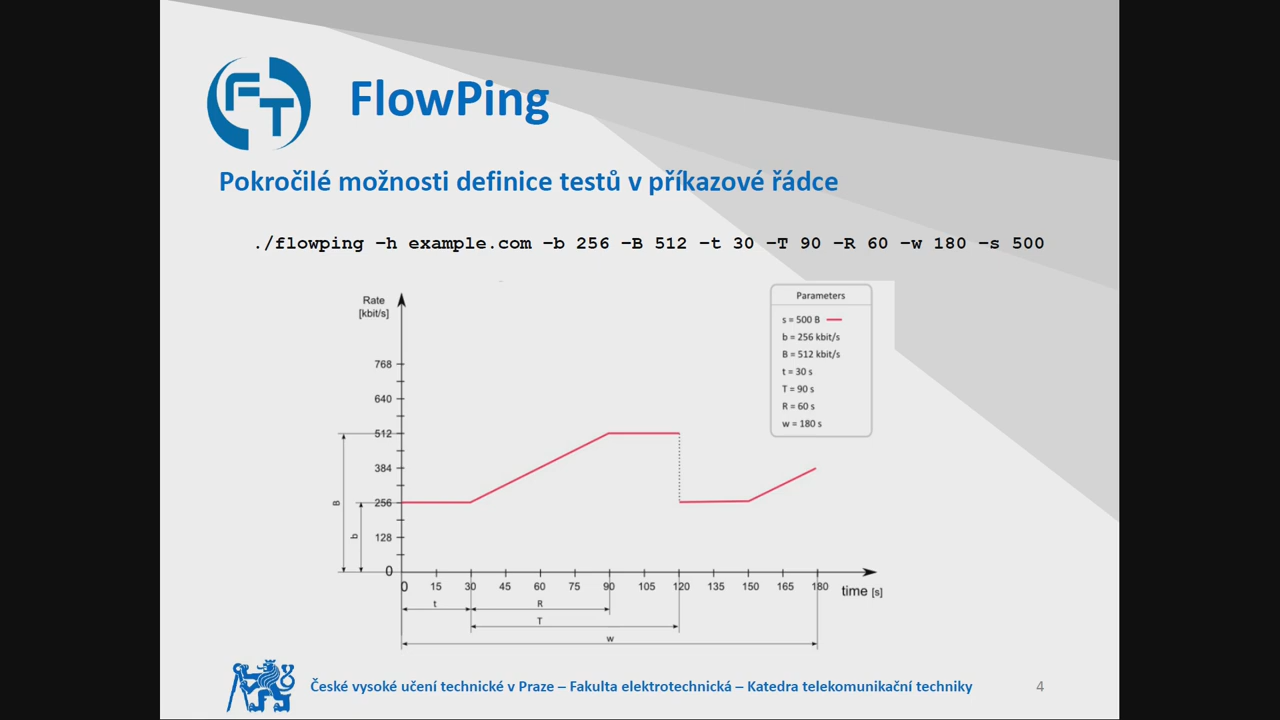 FT
FlowPing
Pokročilé možnosti definice testů v příkazové řádce
./flowping –h example.com –b 256 –B 512 –t 30 –T 90 –R 60 –w 180 –s 500
Rate
[kbit/s]
768
640
512
384
256
128
0
B
b
0 15 30 45 60 75 90 105 120 135 150 165 180
time [s]
t
R
T
w
Parameters
s = 500 B
b = 256 kbit/s
B = 512 kbit/s
t = 30 s
T = 90 s
R = 60 s
w = 180 s
České vysoké učení technické v Praze – Fakulta elektrotechnická – Katedra telekomunikační techniky
4